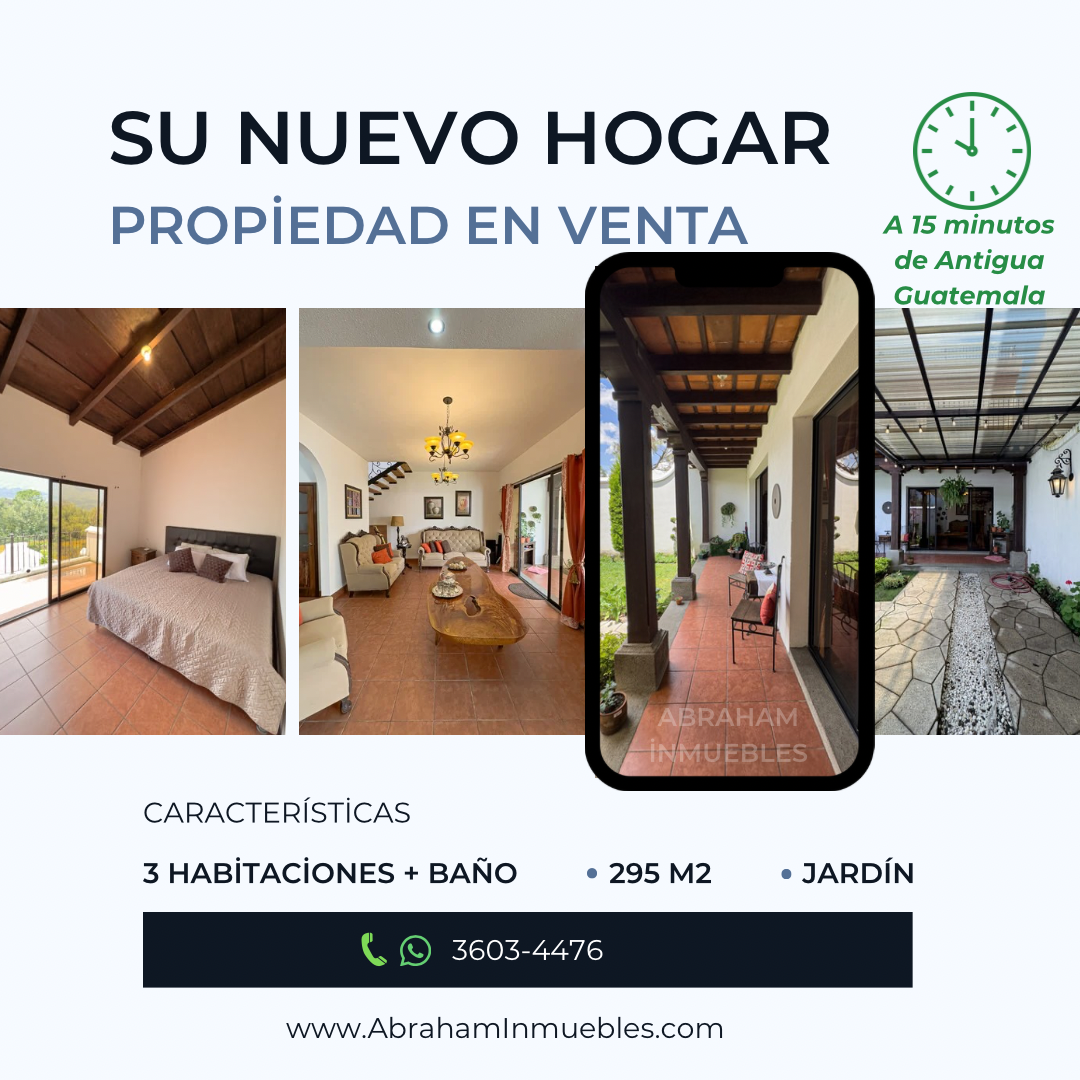 SU NUEVO HOGAR
PROPİEDAD EN VENTA
A 15 minutos
de Antigua
Guatemala
ABRAHAM
İNMUEBLES
CARACTERÍSTİCAS
3 HABİTACİONES + BAÑO • 295 M2 • JARDÍN
3603-4476
www.AbrahamInmuebles.com